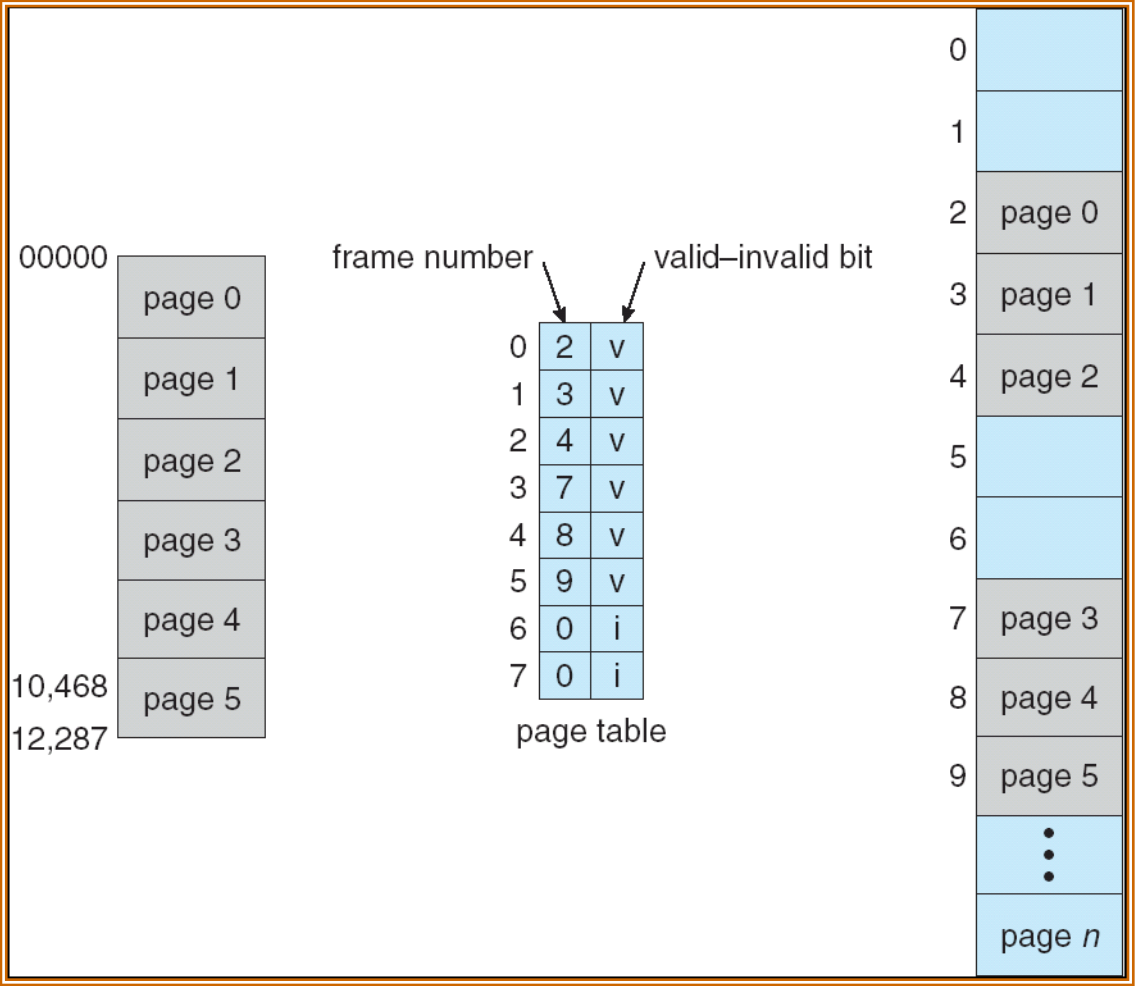 00000
page 0
page 1
page 2
page 3
page 4
10,468
page 5
12,287
frame number
valid–invalid bit
0 2 v
1 3 v
2 4 v
3 7 v
4 8 v
5 9 v
6 0 i
7 0 i
page table
0
1
2 page 0
3 page 1
4 page 2
5
6
7 page 3
8 page 4
9 page 5
page n